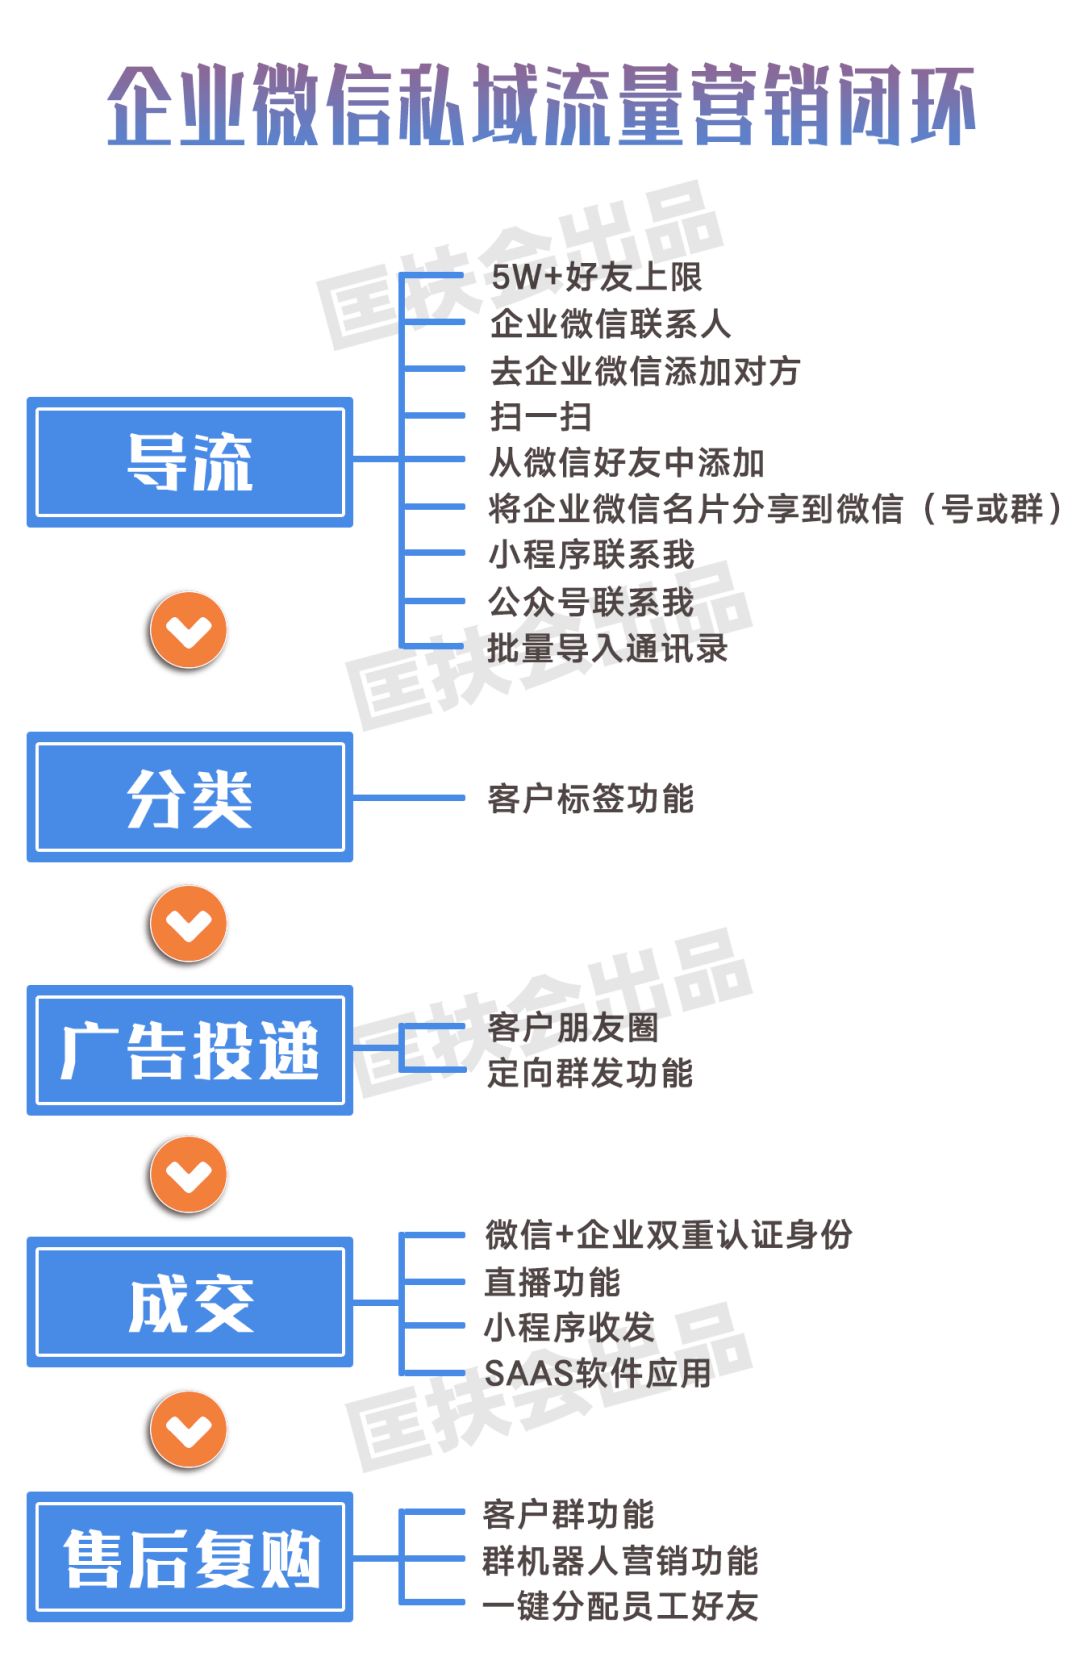 企业微信私域流量营销闭环
匡扶会出品
5W+好友上限
企业微信联系人
去企业微信添加对方
扫一扫
导流
从微信好友中添加
将企业微信名片分享到微信（号或群）
小程序联系我
匡扶会出品
公众号联系我
批量导入通讯录
分类
客户标签功能
匡扶会出品
广告投递
客户朋友圈
定向群发功能
微信+企业双重认证身份
成交
直播功能
小程序收发
匡扶会出品
SAAS软件应用
售后复购
客户群功能
群机器人营销功能
一键分配员工好友